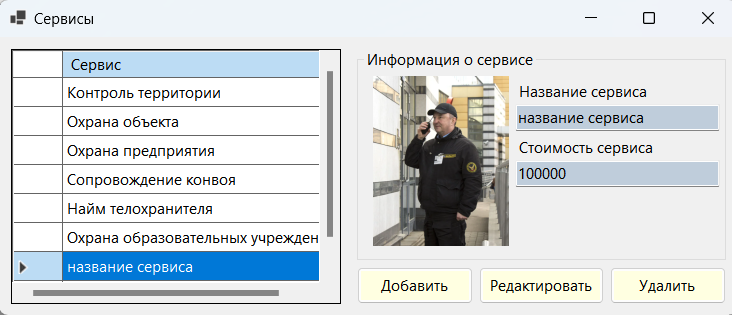 Сервисы
Сервис
Контроль территории
Охрана объекта
Охрана предприятия
Сопровождение конвоя
Найм телохранителя
Охрана образовательных учрежден
название сервиса
Информация о сервисе
Название сервиса
название сервиса
Стоимость сервиса
100000
Добавить
Редактировать
Удалить